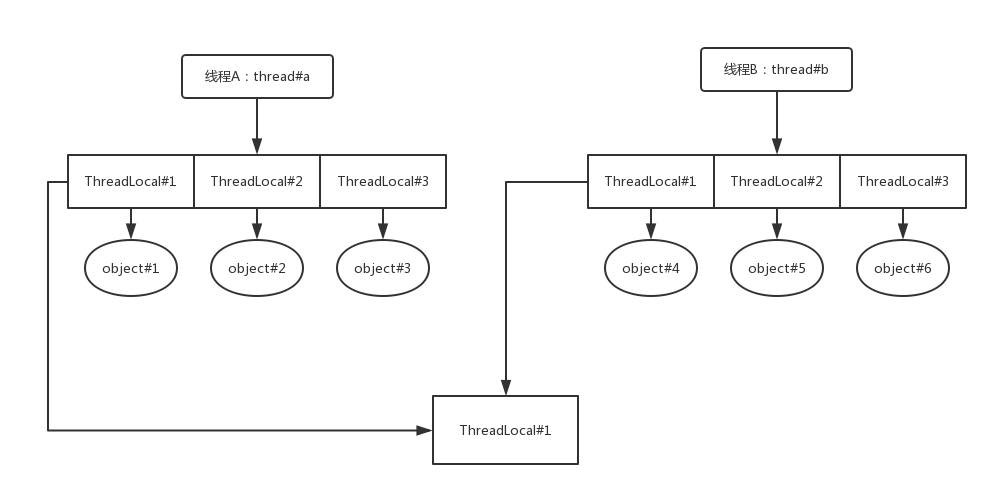 线程A：thread#a
线程B：thread#b
ThreadLocal#1
ThreadLocal#2
ThreadLocal#3
ThreadLocal#1
ThreadLocal#2
ThreadLocal#3
object#1
object#2
object#3
object#4
object#5
object#6
ThreadLocal#1